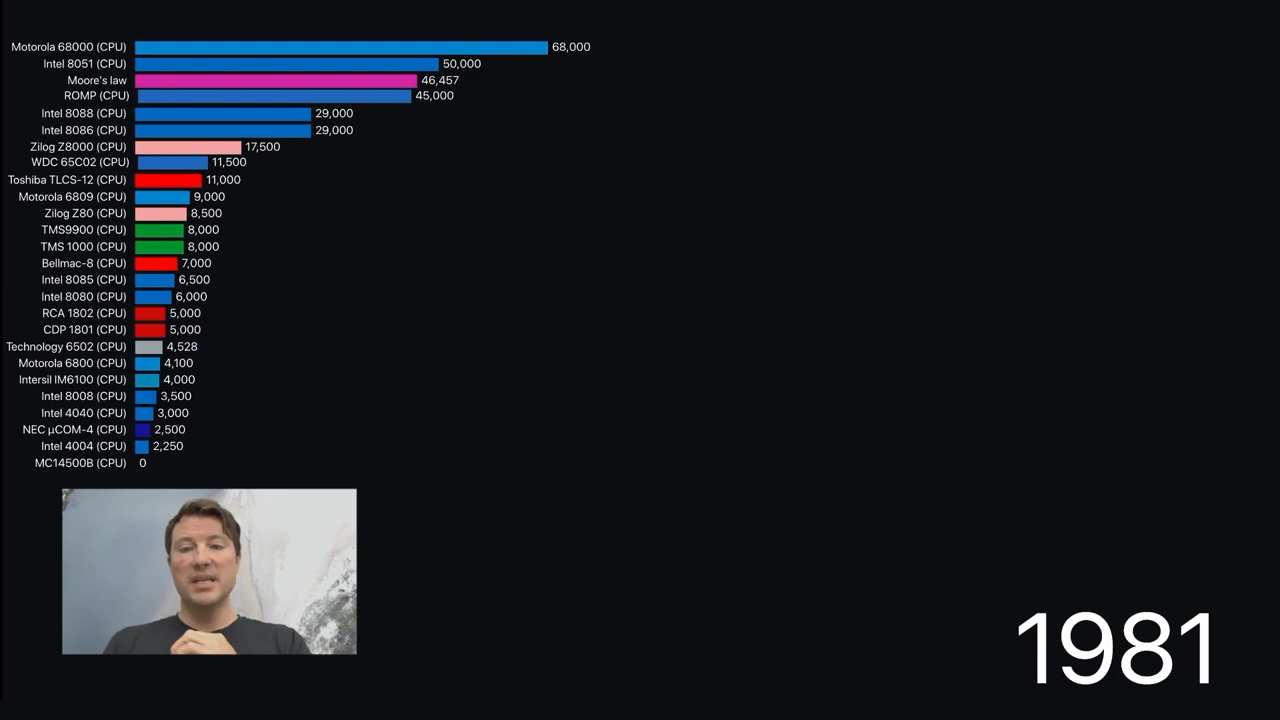 Motorola 68000 (CPU) 68,000
Intel 8051 (CPU) 50,000
Moore's law 46,457
ROMP (CPU) 45,000
Intel 8088 (CPU) 29,000
Intel 8086 (CPU) 29,000
Zilog Z8000 (CPU) 17,500
WDC 65C02 (CPU) 11,500
Toshiba TLCS-12 (CPU) 11,000
Motorola 6809 (CPU) 9,000
Zilog Z80 (CPU) 8,500
TMS9900 (CPU) 8,000
TMS 1000 (CPU) 8,000
Bellmac-8 (CPU) 7,000
Intel 8085 (CPU) 6,500
Intel 8080 (CPU) 6,000
RCA 1802 (CPU) 5,000
CDP 1801 (CPU) 5,000
Technology 6502 (CPU) 4,528
Motorola 6800 (CPU) 4,100
Intersil IM6100 (CPU) 4,000
Intel 8008 (CPU) 3,500
Intel 4040 (CPU) 3,000
NEC μCOM-4 (CPU) 2,500
Intel 4004 (CPU) 2,250
MC14500B (CPU) 0
1981